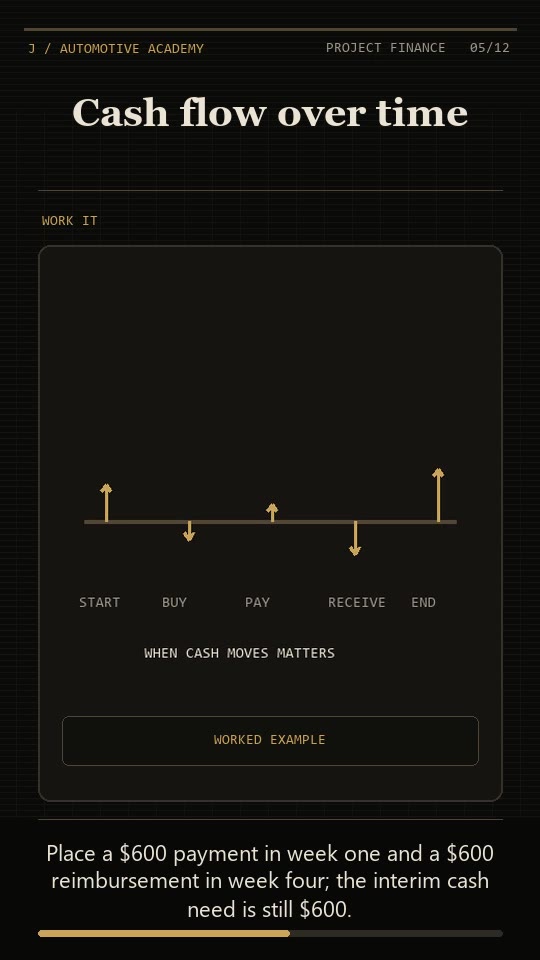 J / AUTOMOTIVE ACADEMY
PROJECT FINANCE 05/12
Cash flow over time
WORK IT
START BUY PAY RECEIVE END
WHEN CASH MOVES MATTERS
WORKED EXAMPLE
Place a $600 payment in week one and a $600
reimbursement in week four; the interim cash
need is still $600.